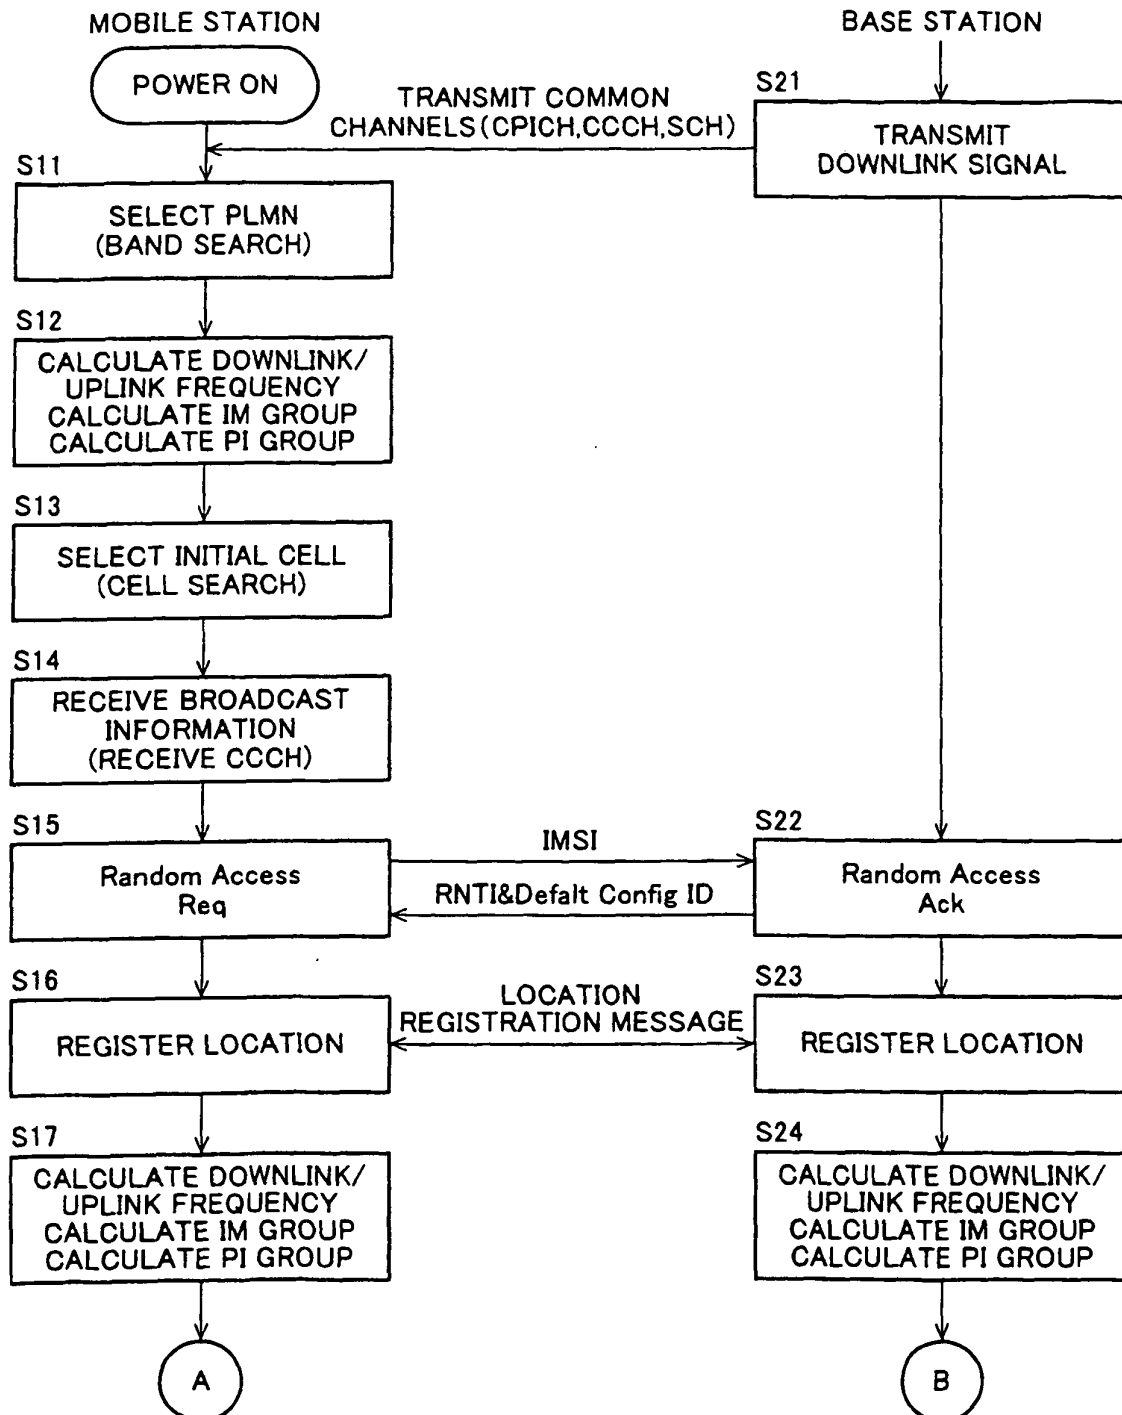 MOBILE STATION
BASE STATION
POWER ON
S21
TRANSMIT COMMON
CHANNELS(CPICH,CCCH,SCH)
TRANSMIT
DOWNLINK SIGNAL
S11
SELECT PLMN
(BAND SEARCH)
S12
CALCULATE DOWNLINK/
UPLINK FREQUENCY
CALCULATE IM GROUP
CALCULATE PI GROUP
S13
SELECT INITIAL CELL
(CELL SEARCH)
S14
RECEIVE BROADCAST
INFORMATION
(RECEIVE CCCH)
S15
Random Access
Req
IMSI
RNTI&Defalt Config ID
S22
Random Access
Ack
S16
REGISTER LOCATION
LOCATION
REGISTRATION MESSAGE
S23
REGISTER LOCATION
S17
CALCULATE DOWNLINK/
UPLINK FREQUENCY
CALCULATE IM GROUP
CALCULATE PI GROUP
S24
CALCULATE DOWNLINK/
UPLINK FREQUENCY
CALCULATE IM GROUP
CALCULATE PI GROUP
A
B